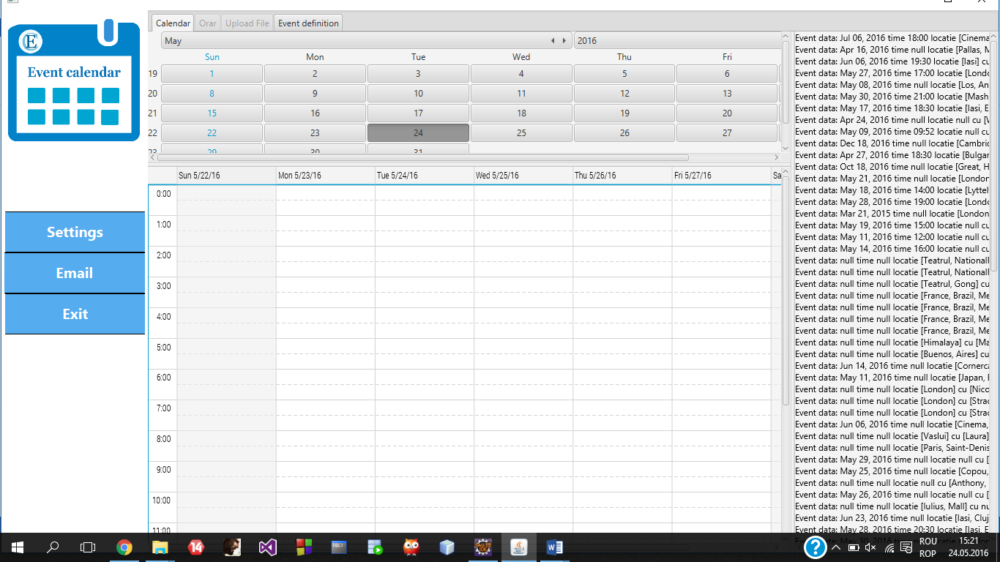 E
Event calendar
Settings
Email
Exit
Calendar Orar Upload File Event definition
May 2016
Sun Mon Tue Wed Thu Fri
19 1 2 3 4 5 6
20 8 9 10 11 12 13
21 15 16 17 18 19 20
22 22 23 24 25 26 27
23 29 30 31
Sun 5/22/16 Mon 5/23/16 Tue 5/24/16 Wed 5/25/16 Thu 5/26/16 Fri 5/27/16 Sa
0:00
1:00
2:00
3:00
4:00
5:00
6:00
7:00
8:00
9:00
10:00
11:00
Event data: Jul 06, 2016 time 18:00 locatie [Cinema
Event data: Apr 16, 2016 time null locatie [Pallas, M
Event data: Jun 06, 2016 time 19:30 locatie [Iasi] cu
Event data: May 27, 2016 time 17:00 locatie [Londo
Event data: May 08, 2016 time null locatie [Los, An
Event data: May 30, 2016 time 21:00 locatie [Mash
Event data: May 17, 2016 time 18:30 locatie [Iasi, E
Event data: Apr 24, 2016 time null locatie null cu [V
Event data: May 09, 2016 time 09:52 locatie null cu
Event data: Dec 18, 2016 time null locatie [Cambric
Event data: Apr 27, 2016 time 18:30 locatie [Bulgar
Event data: Oct 18, 2016 time null locatie [Great, H
Event data: May 21, 2016 time null locatie [London
Event data: May 18, 2016 time 14:00 locatie [Lyttel
Event data: May 28, 2016 time 19:00 locatie [Londo
Event data: Mar 21, 2015 time null locatie [London
Event data: May 19, 2016 time 15:00 locatie null cu
Event data: May 11, 2016 time 12:00 locatie null cu
Event data: May 14, 2016 time 16:00 locatie null cu
Event data: null time null locatie [Teatrul, Nationall
Event data: null time null locatie [Teatrul, Nationall
Event data: null time null locatie [Teatrul, Gong] cu
Event data: null time null locatie [France, Brazil, Me
Event data: null time null locatie [France, Brazil, Me
Event data: null time null locatie [France, Brazil, Me
Event data: null time null locatie [France, Brazil, Me
Event data: null time null locatie [Himalaya] cu [Ma
Event data: null time null locatie [Buenos, Aires] cu
Event data: Jun 14, 2016 time null locatie [Cornerca
Event data: May 11, 2016 time null locatie [Japan, I
Event data: null time null locatie [London] cu [Nico
Event data: null time null locatie [London] cu [Strac
Event data: null time null locatie [London] cu [Strac
Event data: Jun 06, 2016 time null locatie [Cinema,
Event data: null time null locatie [Vaslui] cu [Laura]
Event data: null time null locatie [Paris, Saint-Denis
Event data: May 29, 2016 time null locatie null cu [
Event data: May 25, 2016 time null locatie [Copou,
Event data: null time null locatie null cu [Anthony,
Event data: May 26, 2016 time null locatie null cu [
Event data: null time null locatie [Iulius, Mall] cu nu
Event data: Jun 23, 2016 time null locatie [Iasi, Cluj
Event data: May 28, 2016 time 20:30 locatie [Iasi, E
14
SQL>
ROU
ROP
15:21
24.05.2016